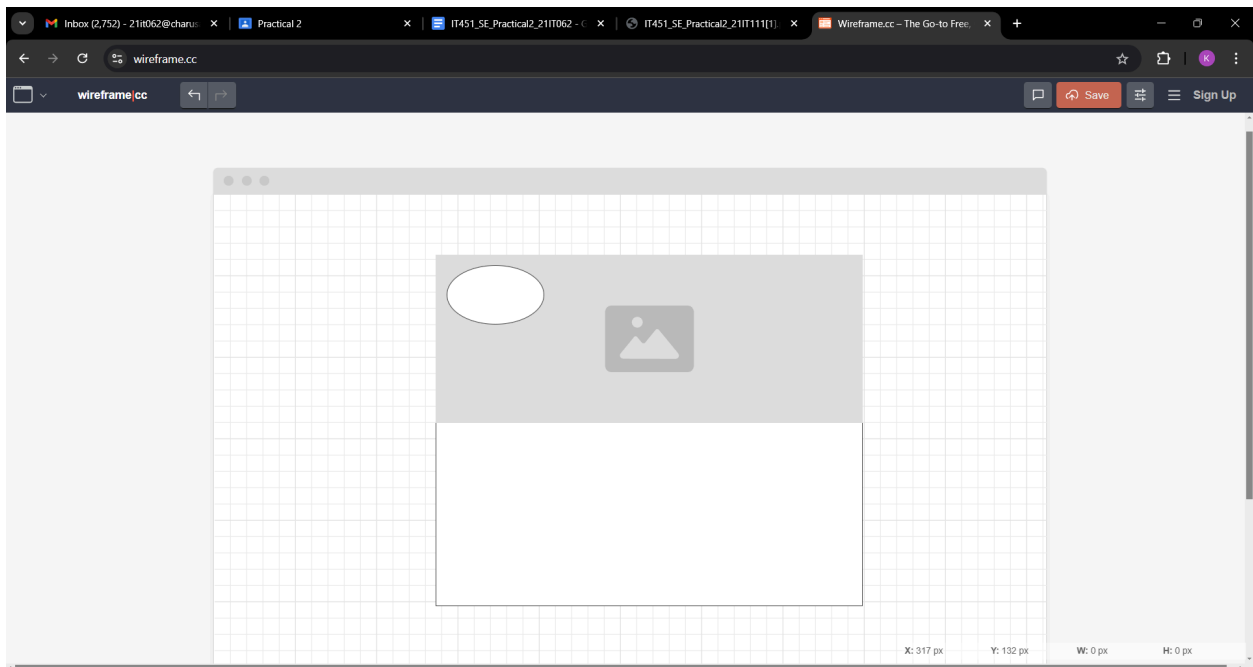 Inbox (2,752) - 21it062@charus
Practical 2
IT451_SE_Practical2_21IT062 - G
IT451_SE_Practical2_21IT111[1].
Wireframe.cc – The Go-to Free,
wireframe.cc
K
wireframe|cc
Save
Sign Up
X: 317 px Y: 132 px W: 0 px H: 0 px